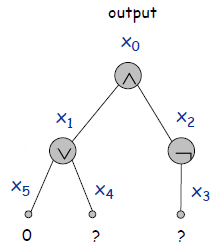 output
x₀
∧
x₁ x₂
∨ ¬
x₅ x₄ x₃
0 ? ?